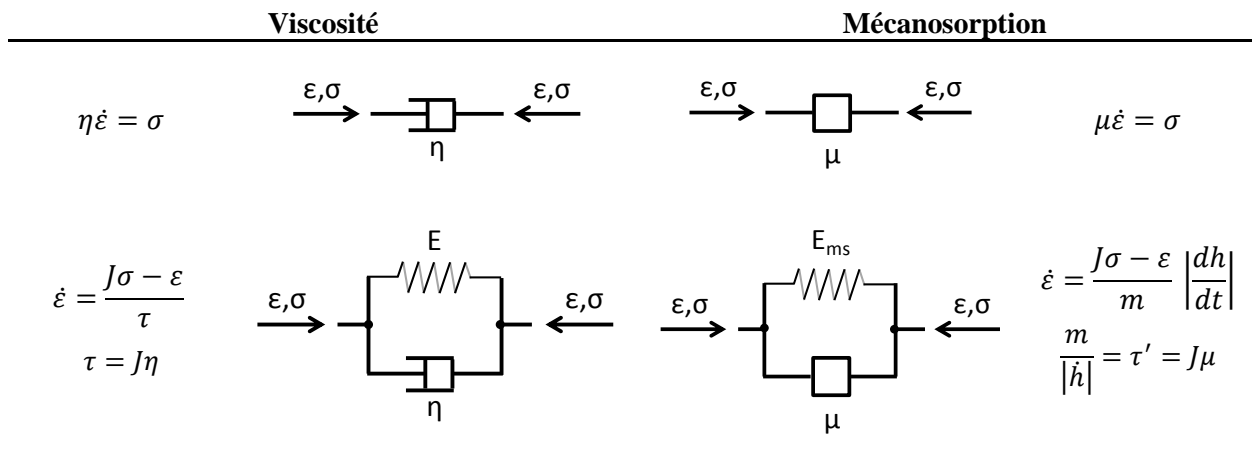 Viscosité Mécanosorption
ηε̇ = σ ε,σ ε,σ ε,σ ε,σ με̇ = σ
η μ
E E_ms
ε̇ = (Jσ − ε)/τ ε,σ ε,σ ε,σ ε,σ ε̇ = (Jσ − ε)/m |dh/dt|
τ = Jη m/|ḣ| = τ′ = Jμ
η μ